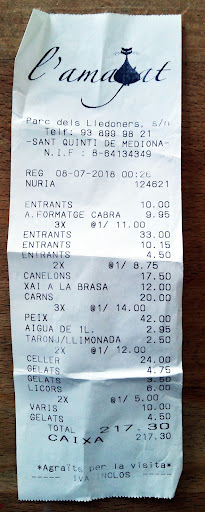 l'amagat
Parc dels Lledoners, s/n
Telf: 93 899 98 21
-SANT QUINTI DE MEDIONA-
N.I.F : B-64134349
REG 08-07-2018 00:26
NURIA 124621
ENTRANTS 10.00
A.FORMATGE CABRA 9.95
3X @1/ 11.00
ENTRANTS 33.00
ENTRANTS 10.15
ENTRANTS 4.50
2X @1/ 8.75
CANELONS 17.50
XAI A LA BRASA 12.00
CARNS 20.00
3X @1/ 14.00
PEIX 42.00
AIGUA DE 1L. 2.95
TARONJ/LLIMONADA 2.50
2X @1/ 12.00
CELLER 24.00
GELATS 4.75
GELATS 3.50
LICORS 6.00
2X @1/ 5.00
VARIS 10.00
GELATS 4.50
TOTAL 217.30
CAIXA 217.30
*Agraïts per la visita*
----- IVA INCLOS -----